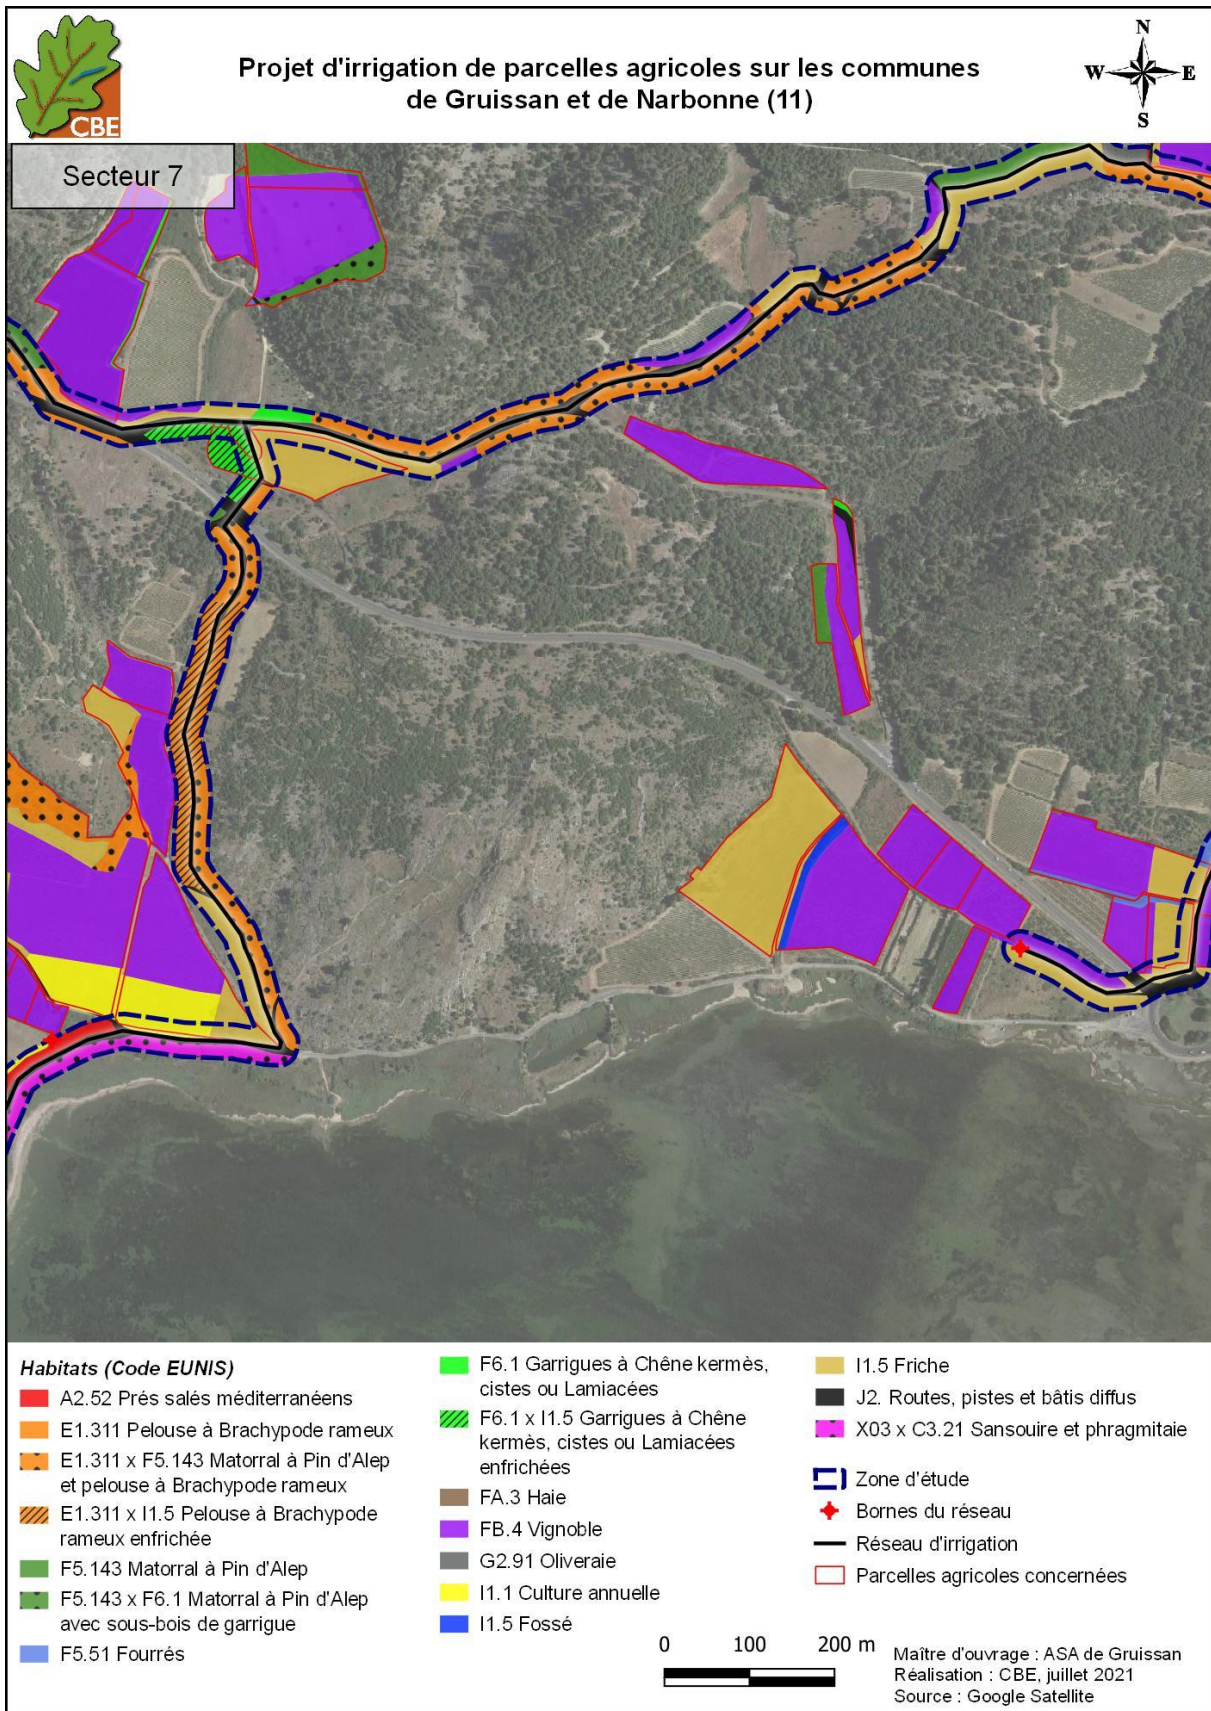 CBE
Projet d'irrigation de parcelles agricoles sur les communes
de Gruissan et de Narbonne (11)
N
W E
S
Secteur 7
Habitats (Code EUNIS)
A2.52 Prés salés méditerranéens
E1.311 Pelouse à Brachypode rameux
E1.311 x F5.143 Matorral à Pin d'Alep
et pelouse à Brachypode rameux
E1.311 x I1.5 Pelouse à Brachypode
rameux enfrichée
F5.143 Matorral à Pin d'Alep
F5.143 x F6.1 Matorral à Pin d'Alep
avec sous-bois de garrigue
F5.51 Fourrés
F6.1 Garrigues à Chêne kermès,
cistes ou Lamiacées
F6.1 x I1.5 Garrigues à Chêne
kermès, cistes ou Lamiacées
enfrichées
FA.3 Haie
FB.4 Vignoble
G2.91 Oliveraie
I1.1 Culture annuelle
I1.5 Fossé
I1.5 Friche
J2. Routes, pistes et bâtis diffus
X03 x C3.21 Sansouire et phragmitaie
Zone d'étude
Bornes du réseau
Réseau d'irrigation
Parcelles agricoles concernées
0 100 200 m
Maître d'ouvrage : ASA de Gruissan
Réalisation : CBE, juillet 2021
Source : Google Satellite